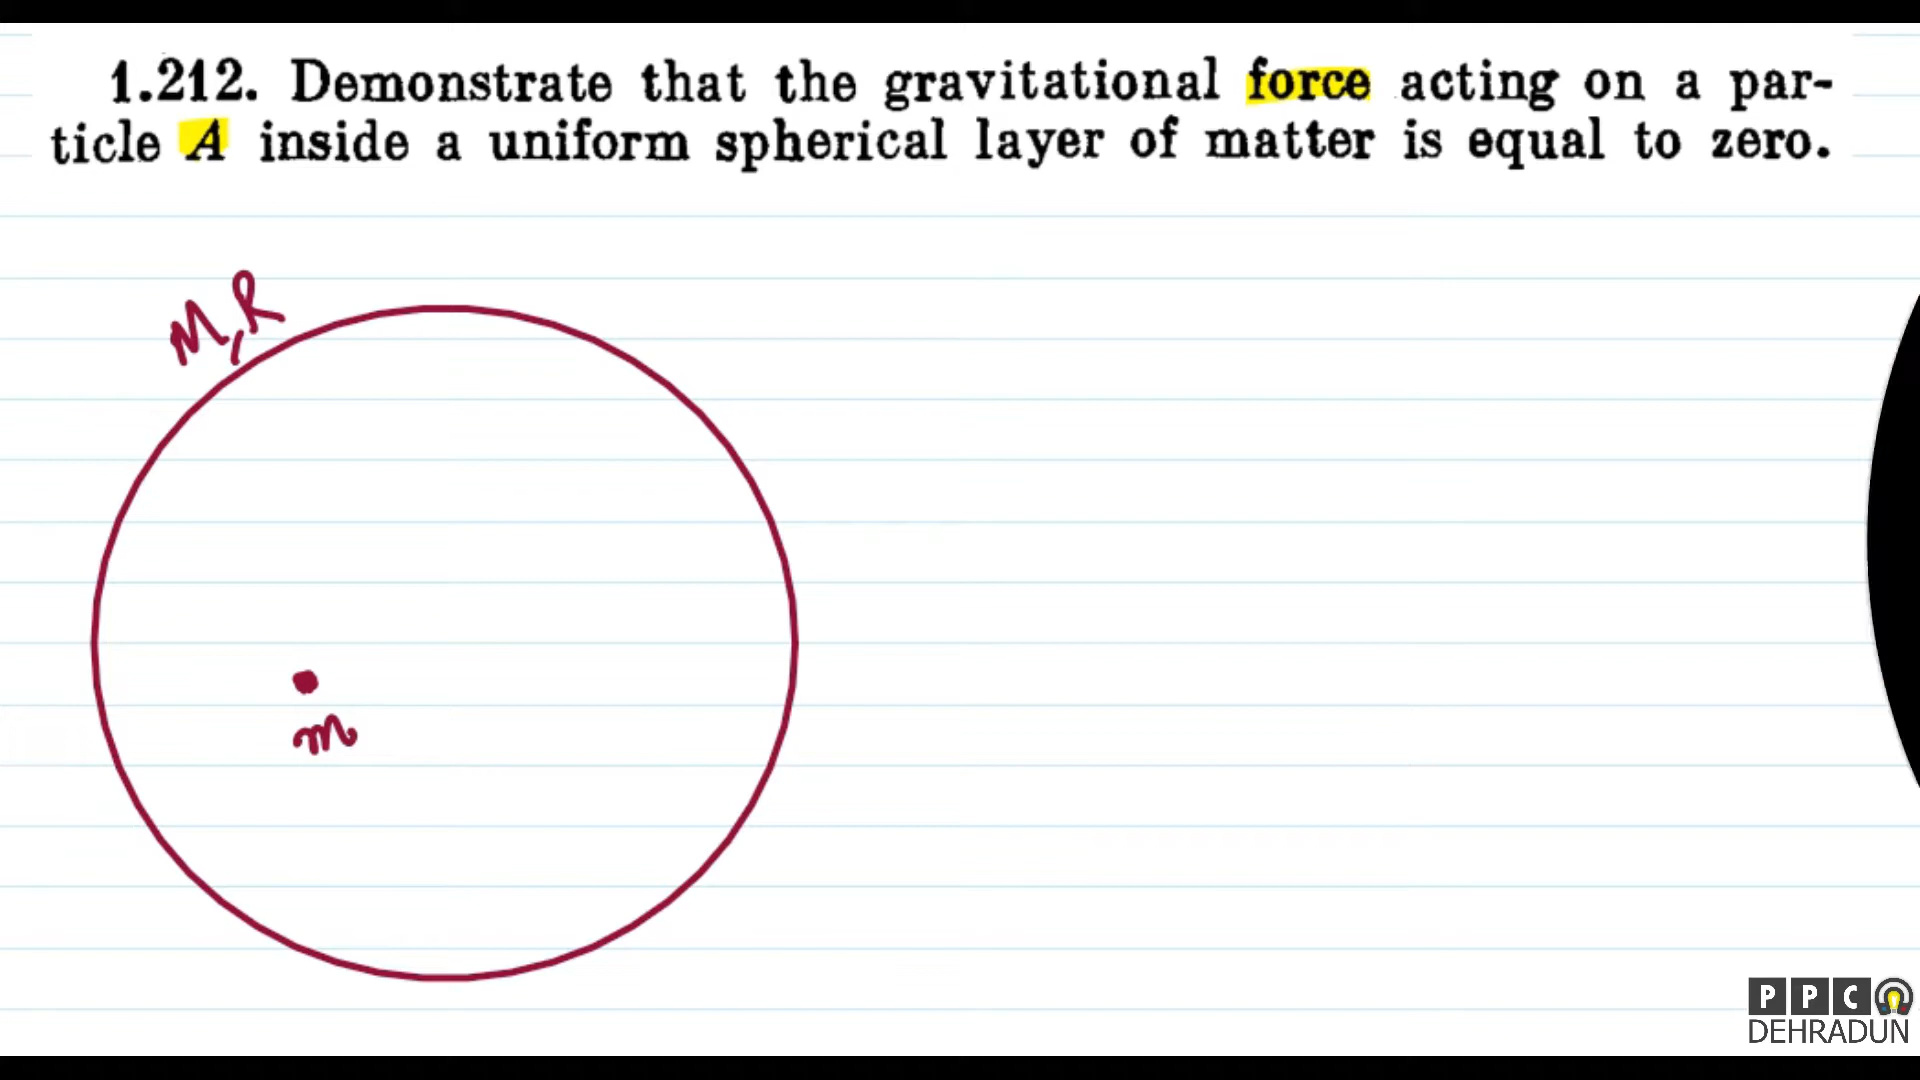 1.212. Demonstrate that the gravitational force acting on a par-
ticle A inside a uniform spherical layer of matter is equal to zero.
M, R
m
PPC
DEHRADUN